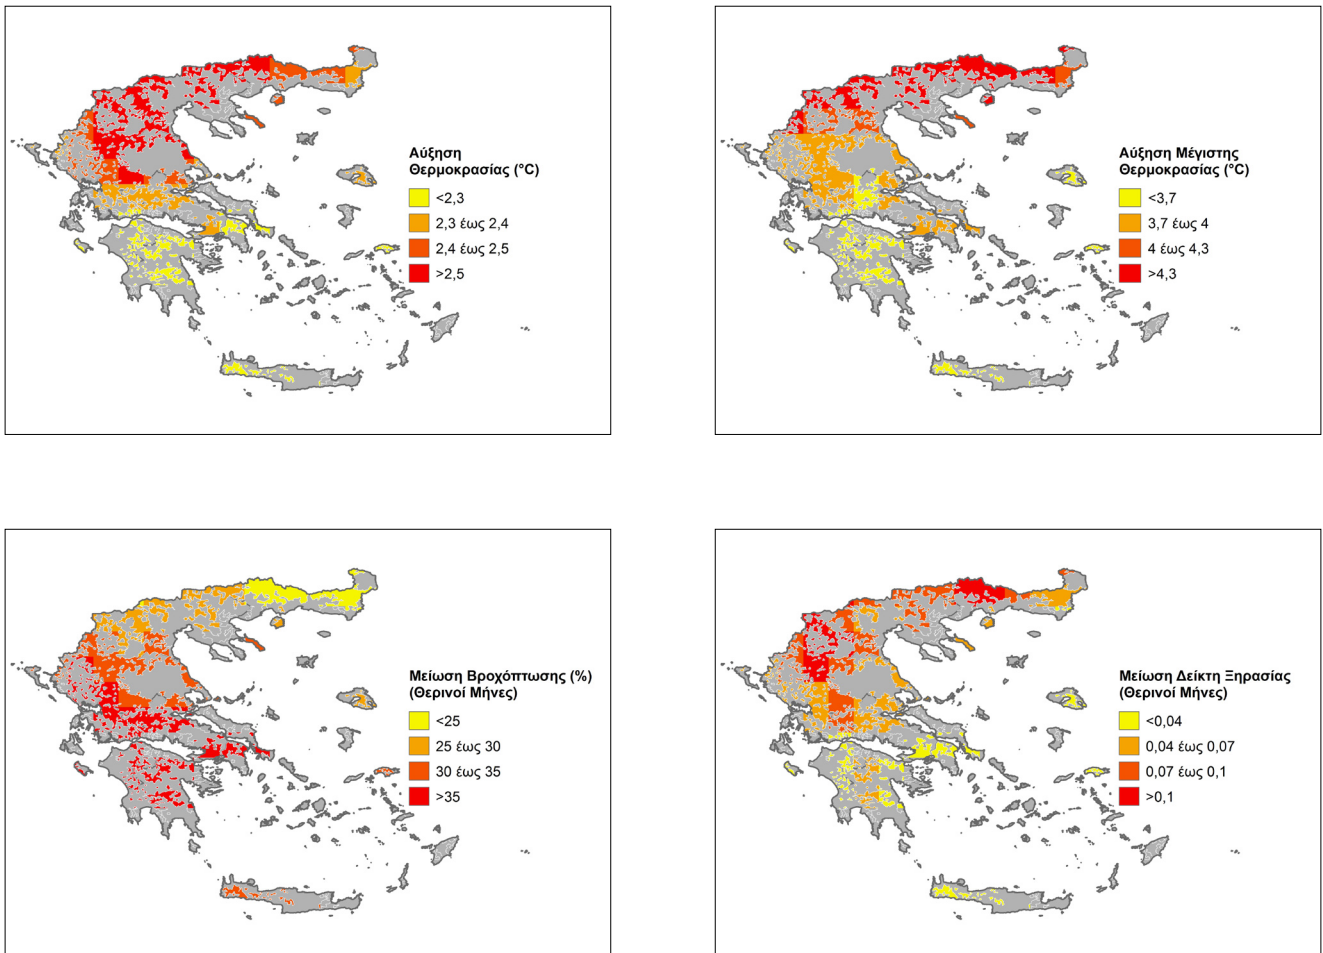 Αύξηση
Θερμοκρασίας (°C)
<2,3
2,3 έως 2,4
2,4 έως 2,5
>2,5
Αύξηση Μέγιστης
Θερμοκρασίας (°C)
<3,7
3,7 έως 4
4 έως 4,3
>4,3
Μείωση Βροχόπτωσης (%)
(Θερινοί Μήνες)
<25
25 έως 30
30 έως 35
>35
Μείωση Δείκτη Ξηρασίας
(Θερινοί Μήνες)
<0,04
0,04 έως 0,07
0,07 έως 0,1
>0,1